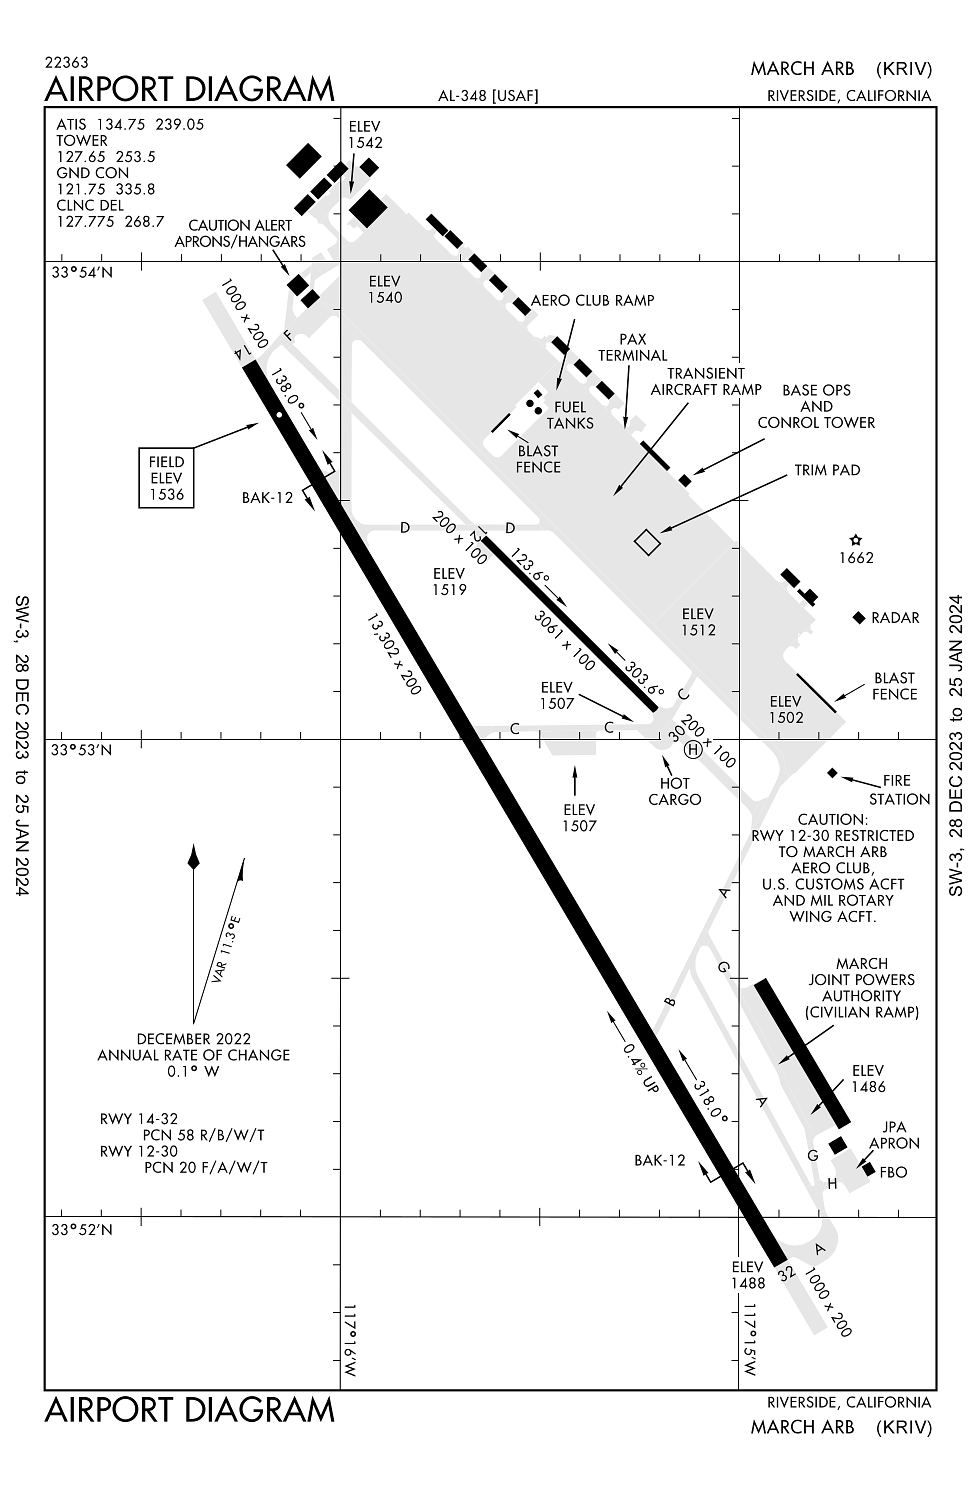 22363
AIRPORT DIAGRAM
AL-348 [USAF]
MARCH ARB (KRIV)
RIVERSIDE, CALIFORNIA
ATIS 134.75 239.05
TOWER
127.65 253.5
GND CON
121.75 335.8
CLNC DEL
127.775 268.7
ELEV
1542
CAUTION ALERT
APRONS/HANGARS
33°54'N
ELEV
1540
1000 x 200
F
14
138.0°
AERO CLUB RAMP
PAX
TERMINAL
TRANSIENT
AIRCRAFT RAMP
BASE OPS
AND
CONROL TOWER
FUEL
TANKS
BLAST
FENCE
TRIM PAD
FIELD
ELEV
1536
BAK-12
D
D
200 x 100
12
123.6°
1662
ELEV
1519
3061 x 100
ELEV
1512
RADAR
13,302 x 200
303.6°
ELEV
1507
C
BLAST
FENCE
ELEV
1502
C
C
30
200 x 100
H
33°53'N
HOT
CARGO
ELEV
1507
FIRE
STATION
CAUTION:
RWY 12-30 RESTRICTED
TO MARCH ARB
AERO CLUB,
U.S. CUSTOMS ACFT
AND MIL ROTARY
WING ACFT.
A
VAR 11.3°E
G
MARCH
JOINT POWERS
AUTHORITY
(CIVILIAN RAMP)
B
DECEMBER 2022
ANNUAL RATE OF CHANGE
0.1° W
0.4% UP
318.0°
ELEV
1486
A
RWY 14-32
PCN 58 R/B/W/T
RWY 12-30
PCN 20 F/A/W/T
JPA
APRON
BAK-12
G
FBO
H
33°52'N
A
ELEV
1488
32
1000 x 200
117°16'W
117°15'W
SW-3, 28 DEC 2023 to 25 JAN 2024
SW-3, 28 DEC 2023 to 25 JAN 2024
AIRPORT DIAGRAM
RIVERSIDE, CALIFORNIA
MARCH ARB (KRIV)